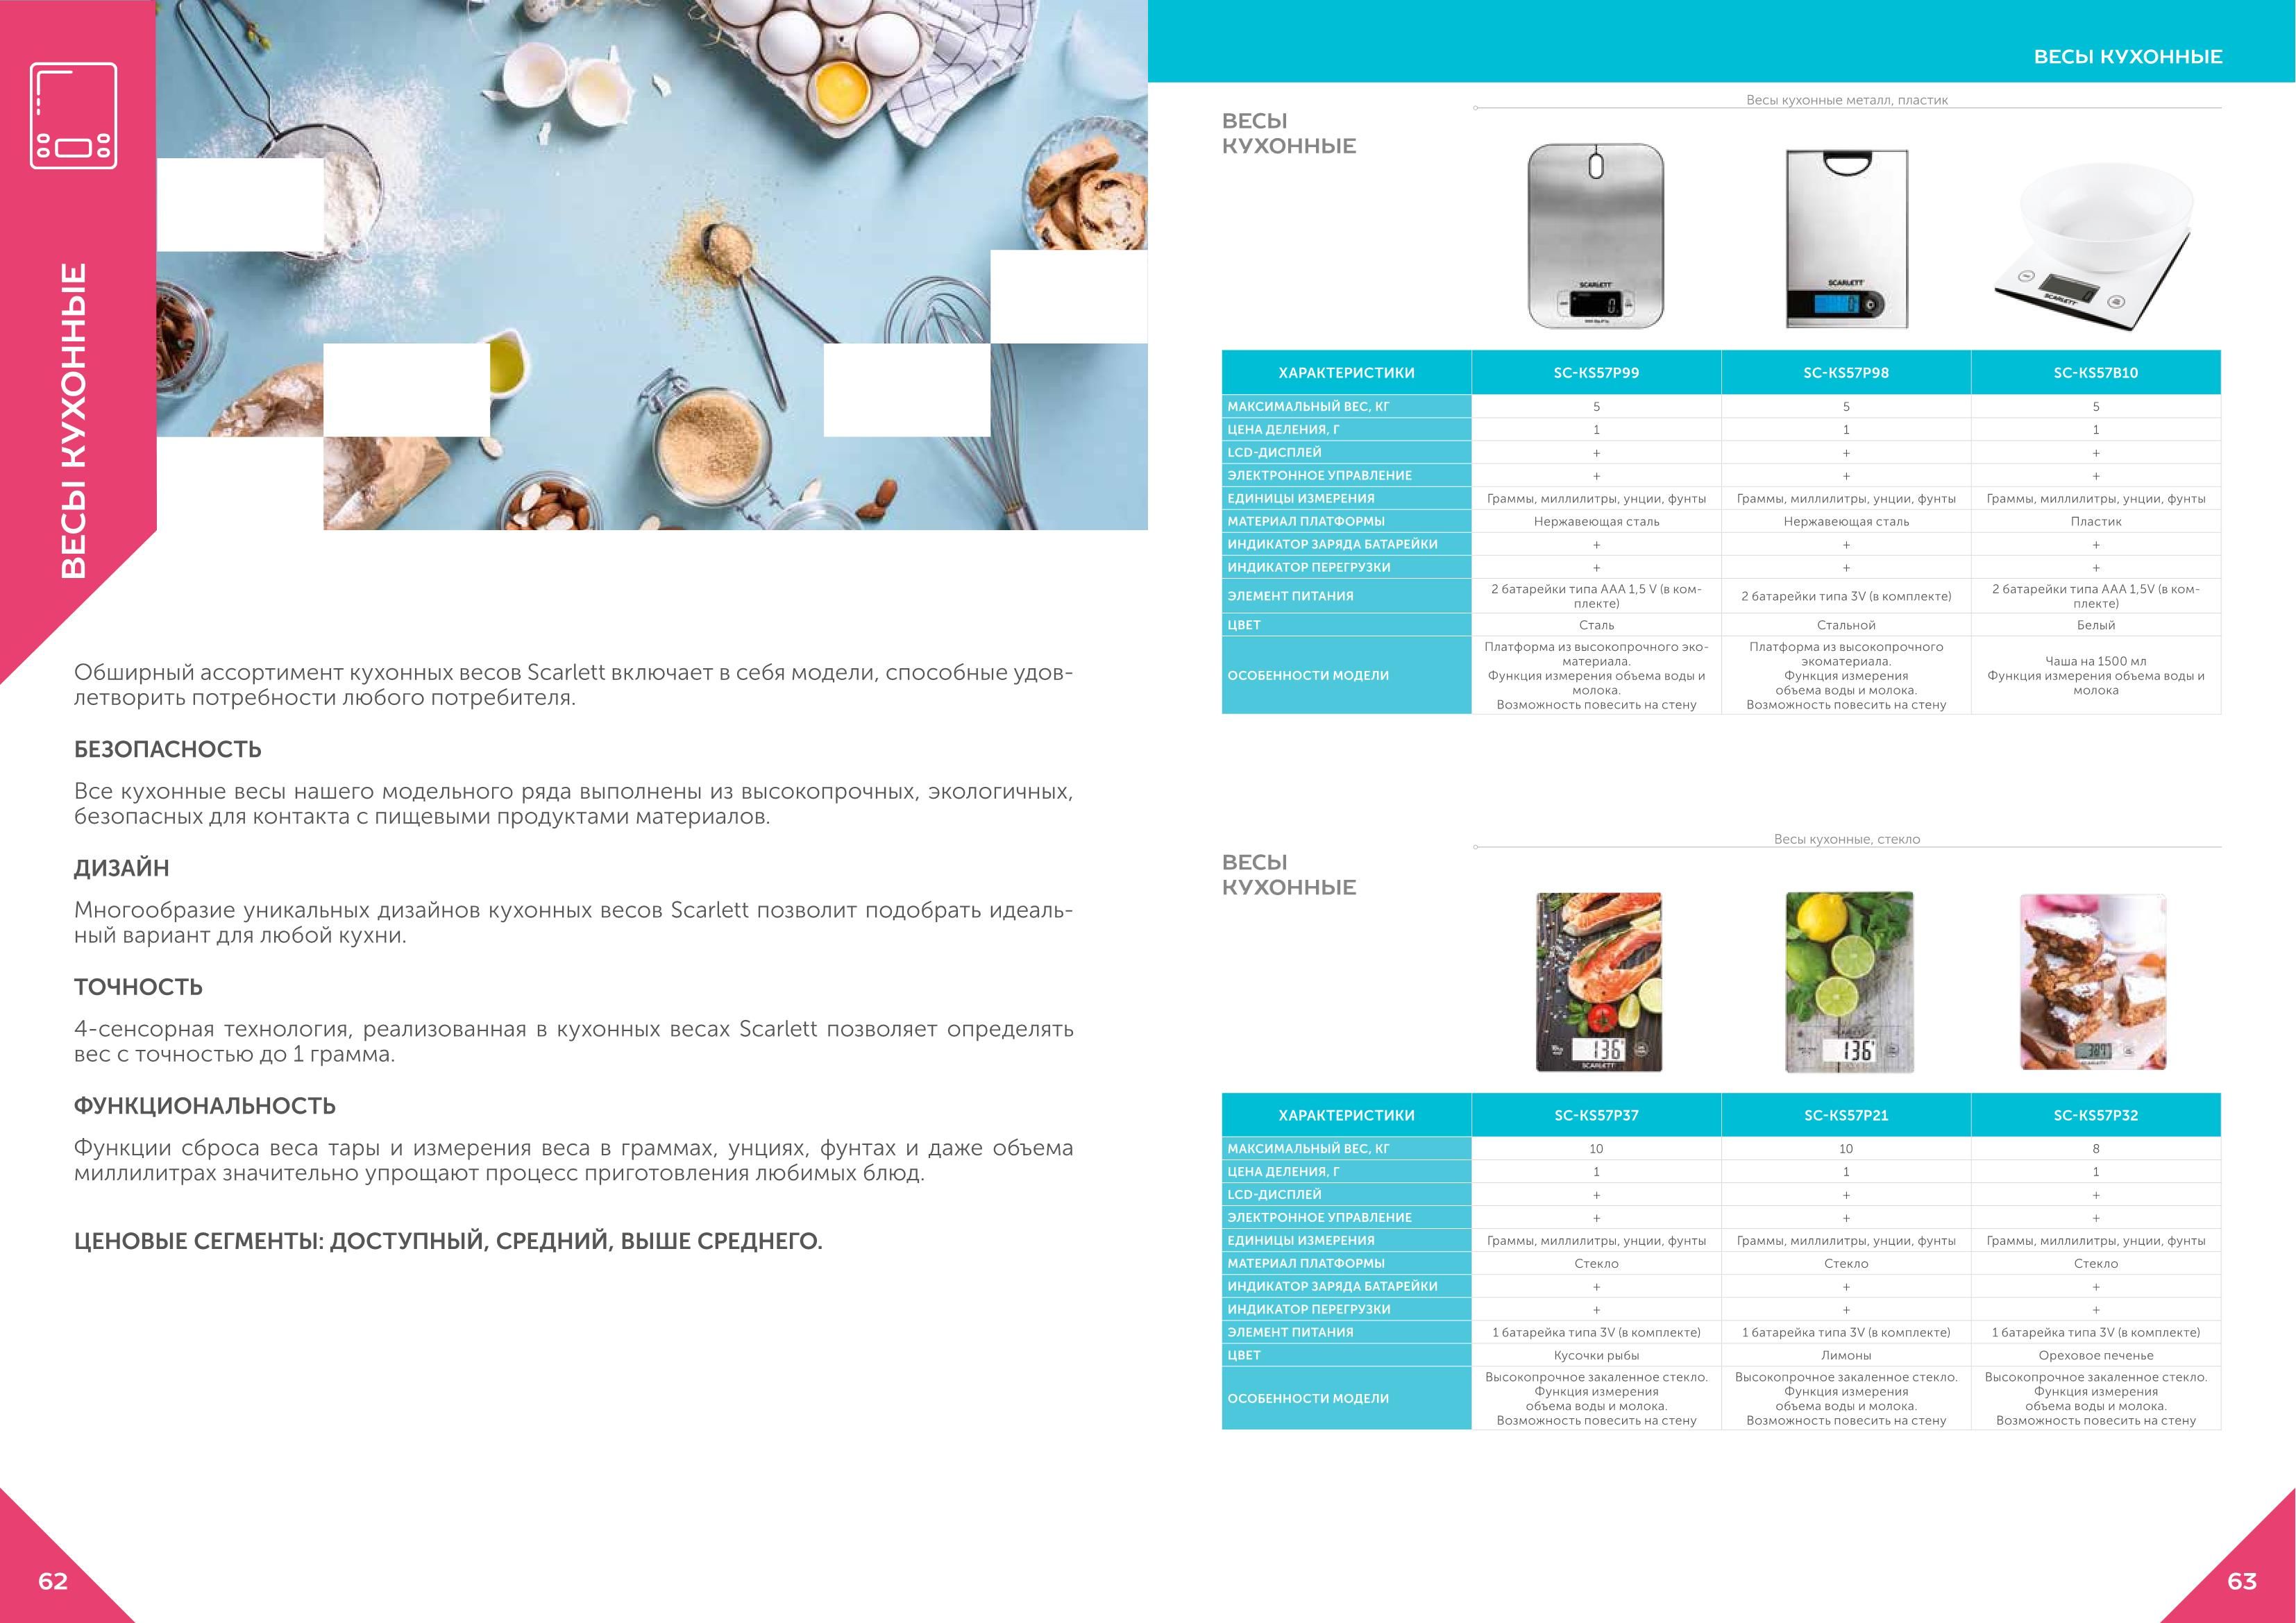 ВЕСЫ КУХОННЫЕ
Обширный ассортимент кухонных весов Scarlett включает в себя модели, способные удов-
летворить потребности любого потребителя.
БЕЗОПАСНОСТЬ
Все кухонные весы нашего модельного ряда выполнены из высокопрочных, экологичных,
безопасных для контакта с пищевыми продуктами материалов.
ДИЗАЙН
Многообразие уникальных дизайнов кухонных весов Scarlett позволит подобрать идеаль-
ный вариант для любой кухни.
ТОЧНОСТЬ
4-сенсорная технология, реализованная в кухонных весах Scarlett позволяет определять
вес с точностью до 1 грамма.
ФУНКЦИОНАЛЬНОСТЬ
Функции сброса веса тары и измерения веса в граммах, унциях, фунтах и даже объема
миллилитрах значительно упрощают процесс приготовления любимых блюд.
ЦЕНОВЫЕ СЕГМЕНТЫ: ДОСТУПНЫЙ, СРЕДНИЙ, ВЫШЕ СРЕДНЕГО.
62
ВЕСЫ КУХОННЫЕ
Весы кухонные металл, пластик
ВЕСЫ
КУХОННЫЕ
SCARLETT
SCARLETT
SCARLETT
ХАРАКТЕРИСТИКИ SC-KS57P99 SC-KS57P98 SC-KS57B10
МАКСИМАЛЬНЫЙ ВЕС, КГ 5 5 5
ЦЕНА ДЕЛЕНИЯ, Г 1 1 1
LCD-ДИСПЛЕЙ + + +
ЭЛЕКТРОННОЕ УПРАВЛЕНИЕ + + +
ЕДИНИЦЫ ИЗМЕРЕНИЯ Граммы, миллилитры, унции, фунты Граммы, миллилитры, унции, фунты Граммы, миллилитры, унции, фунты
МАТЕРИАЛ ПЛАТФОРМЫ Нержавеющая сталь Нержавеющая сталь Пластик
ИНДИКАТОР ЗАРЯДА БАТАРЕЙКИ + + +
ИНДИКАТОР ПЕРЕГРУЗКИ + + +
ЭЛЕМЕНТ ПИТАНИЯ
2 батарейки типа ААА 1,5 V (в ком-
плекте)
2 батарейки типа 3V (в комплекте)
2 батарейки типа ААА 1,5V (в ком-
плекте)
ЦВЕТ Сталь Стальной Белый
ОСОБЕННОСТИ МОДЕЛИ
Платформа из высокопрочного эко-
материала.
Функция измерения объема воды и
молока.
Возможность повесить на стену
Платформа из высокопрочного
экоматериала.
Функция измерения
объема воды и молока.
Возможность повесить на стену
Чаша на 1500 мл
Функция измерения объема воды и
молока
Весы кухонные, стекло
ВЕСЫ
КУХОННЫЕ
136
SCARLETT
136
ХАРАКТЕРИСТИКИ SC-KS57P37 SC-KS57P21 SC-KS57P32
МАКСИМАЛЬНЫЙ ВЕС, КГ 10 10 8
ЦЕНА ДЕЛЕНИЯ, Г 1 1 1
LCD-ДИСПЛЕЙ + + +
ЭЛЕКТРОННОЕ УПРАВЛЕНИЕ + + +
ЕДИНИЦЫ ИЗМЕРЕНИЯ Граммы, миллилитры, унции, фунты Граммы, миллилитры, унции, фунты Граммы, миллилитры, унции, фунты
МАТЕРИАЛ ПЛАТФОРМЫ Стекло Стекло Стекло
ИНДИКАТОР ЗАРЯДА БАТАРЕЙКИ + + +
ИНДИКАТОР ПЕРЕГРУЗКИ + + +
ЭЛЕМЕНТ ПИТАНИЯ 1 батарейка типа 3V (в комплекте) 1 батарейка типа 3V (в комплекте) 1 батарейка типа 3V (в комплекте)
ЦВЕТ Кусочки рыбы Лимоны Ореховое печенье
ОСОБЕННОСТИ МОДЕЛИ
Высокопрочное закаленное стекло.
Функция измерения
объема воды и молока.
Возможность повесить на стену
Высокопрочное закаленное стекло.
Функция измерения
объема воды и молока.
Возможность повесить на стену
Высокопрочное закаленное стекло.
Функция измерения
объема воды и молока.
Возможность повесить на стену
63